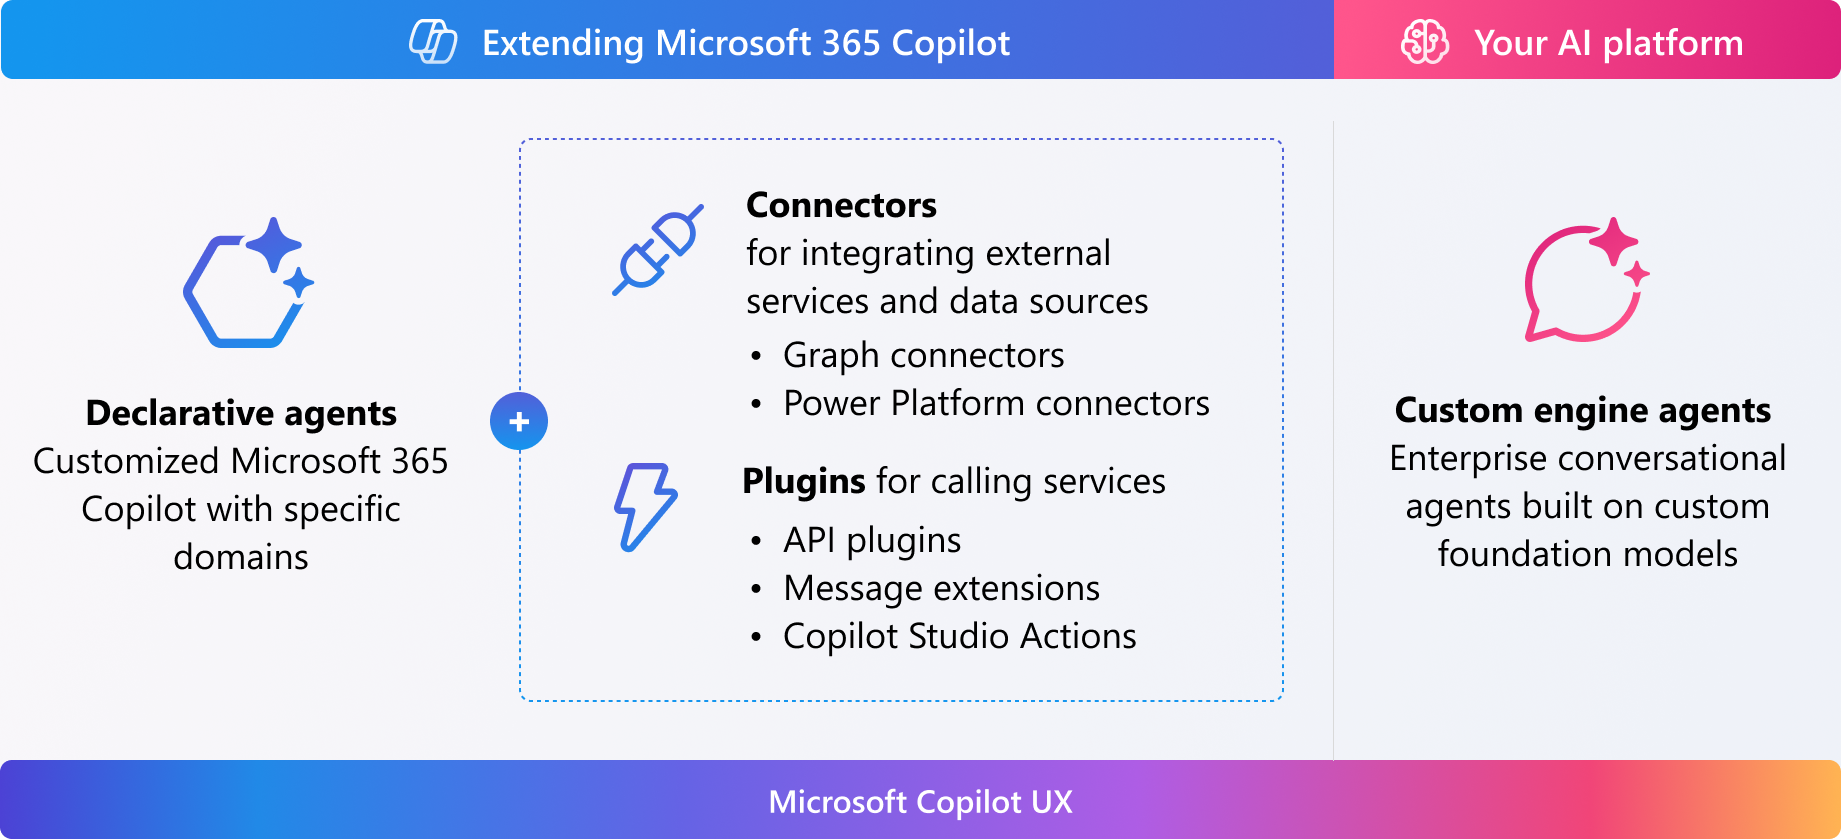 Extending Microsoft 365 Copilot
Your AI platform
Declarative agents
Customized Microsoft 365
Copilot with specific
domains
+
Connectors
for integrating external
services and data sources
• Graph connectors
• Power Platform connectors
Plugins for calling services
• API plugins
• Message extensions
• Copilot Studio Actions
Custom engine agents
Enterprise conversational
agents built on custom
foundation models
Microsoft Copilot UX